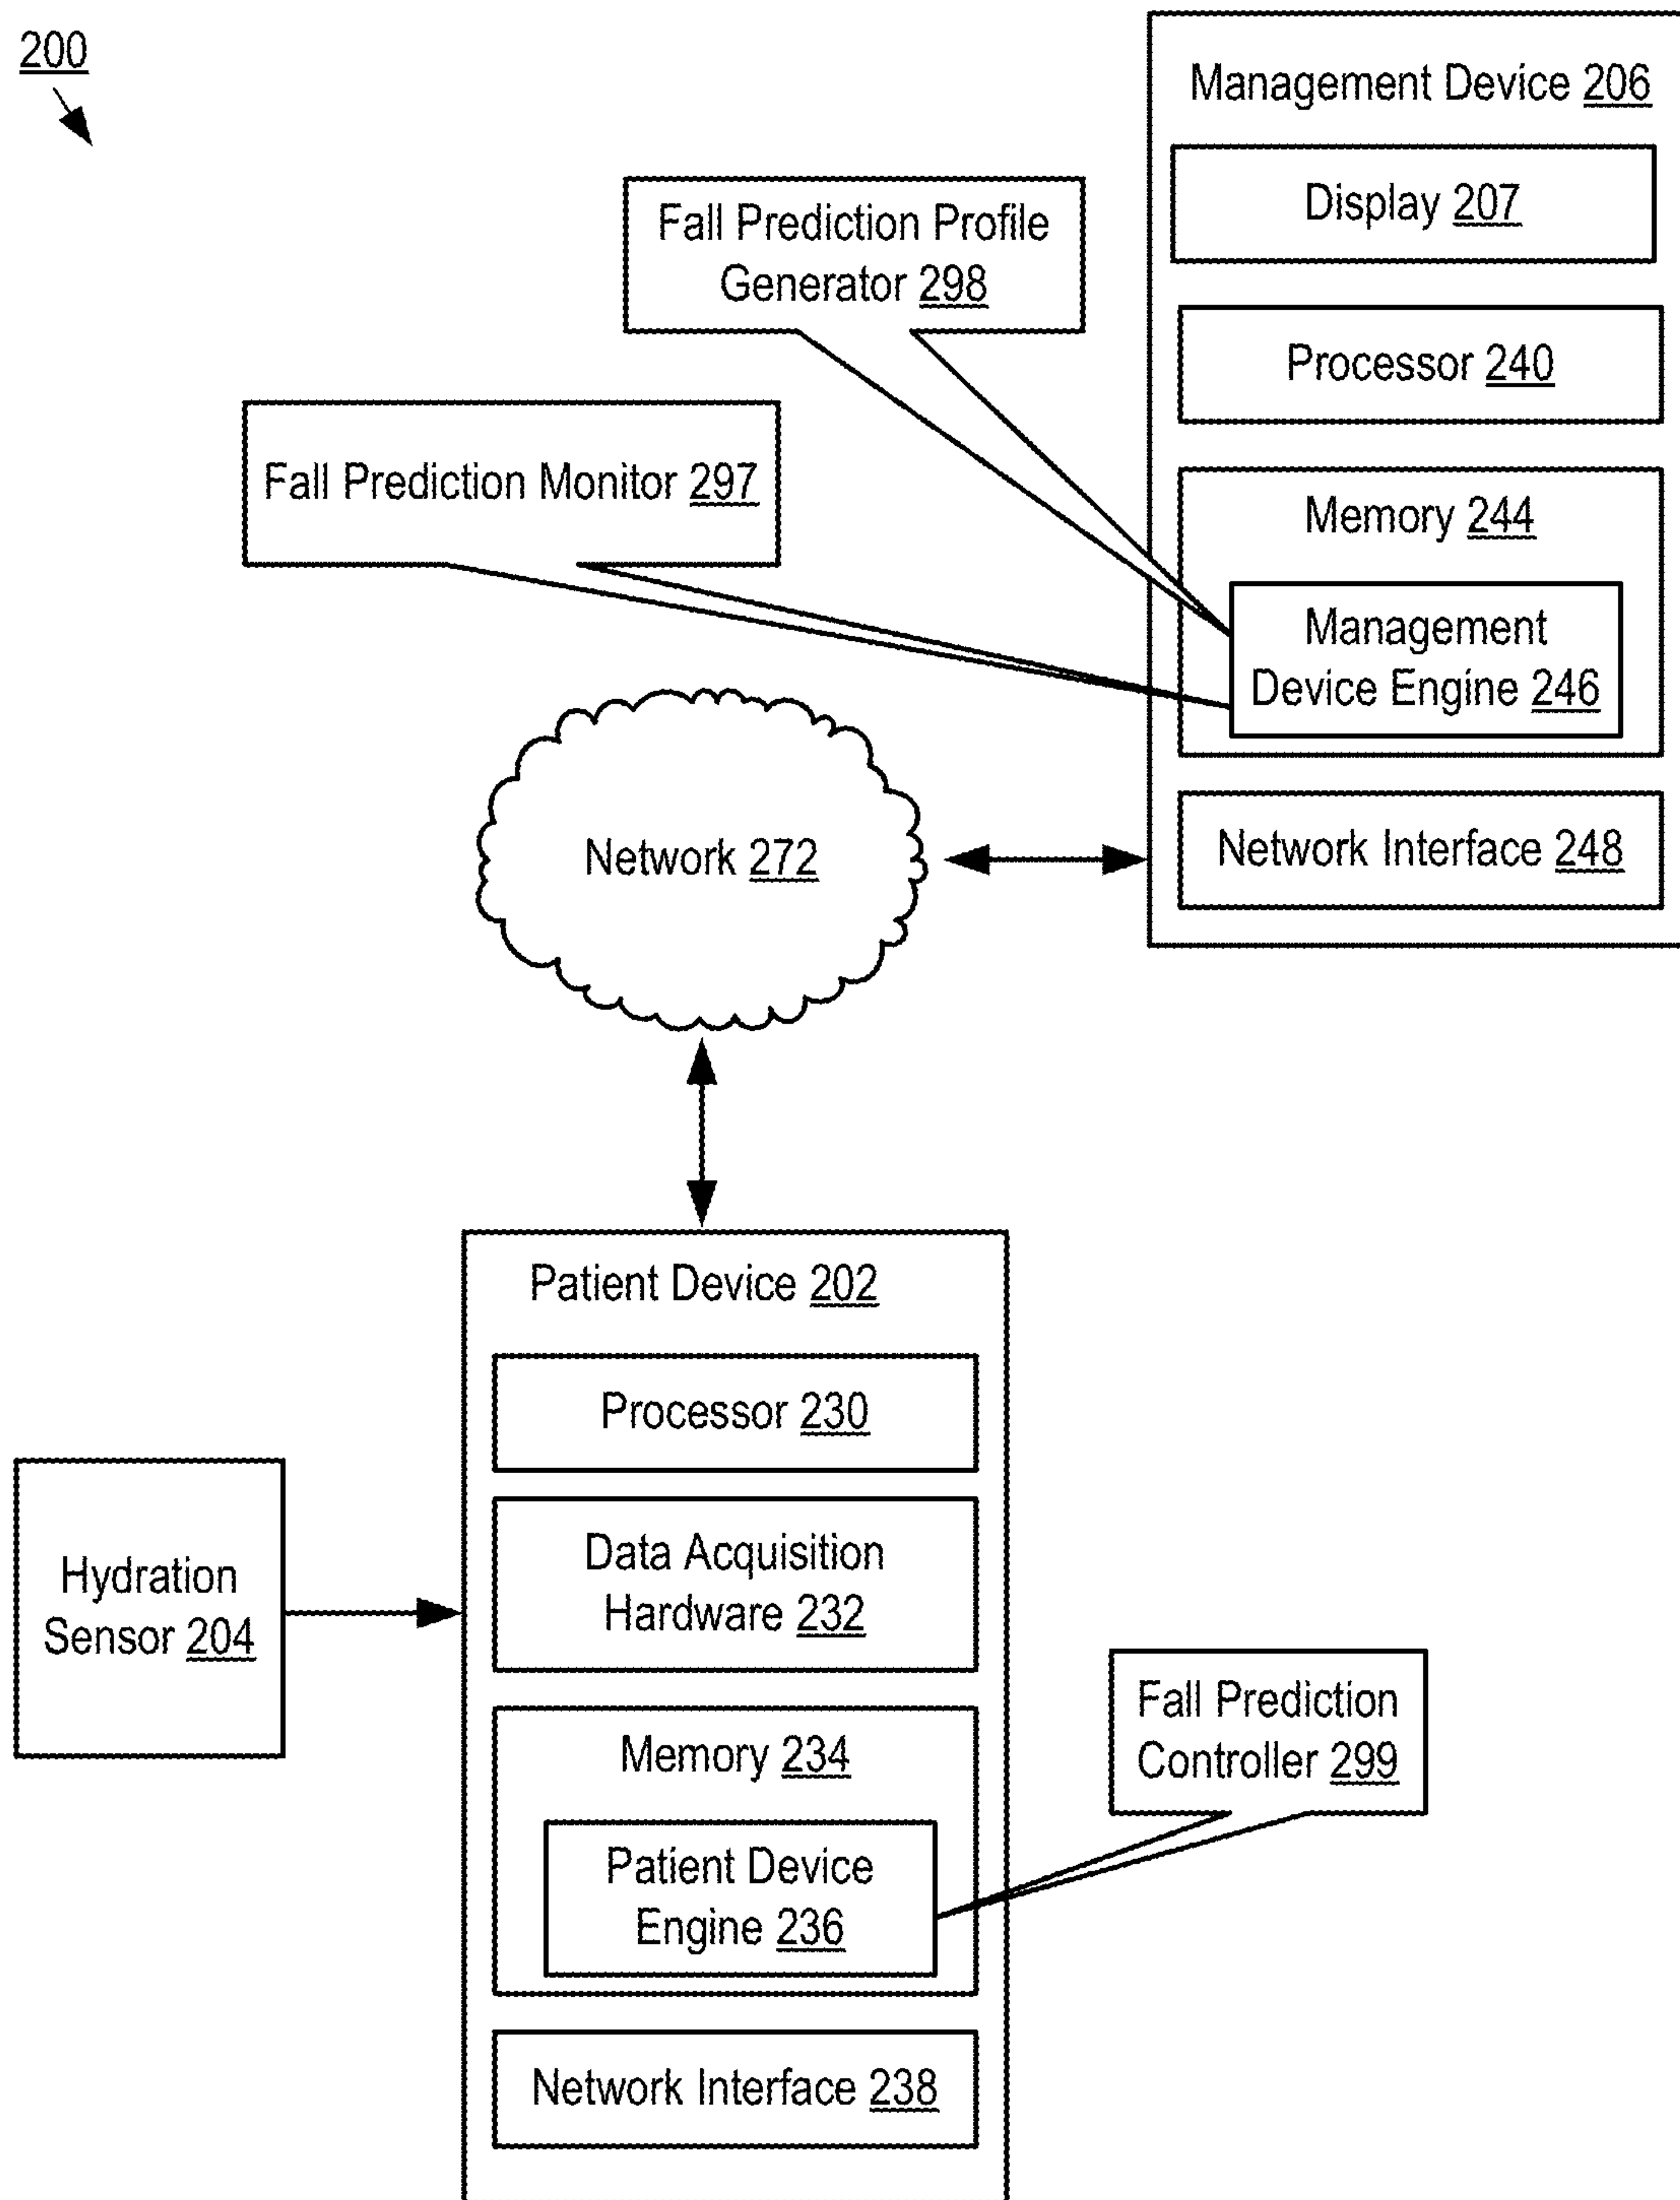 200
Management Device 206
Display 207
Fall Prediction Profile
Generator 298
Processor 240
Fall Prediction Monitor 297
Memory 244
Management
Device Engine 246
Network 272
Network Interface 248
Patient Device 202
Processor 230
Hydration
Sensor 204
Data Acquisition
Hardware 232
Memory 234
Fall Prediction
Controller 299
Patient Device
Engine 236
Network Interface 238